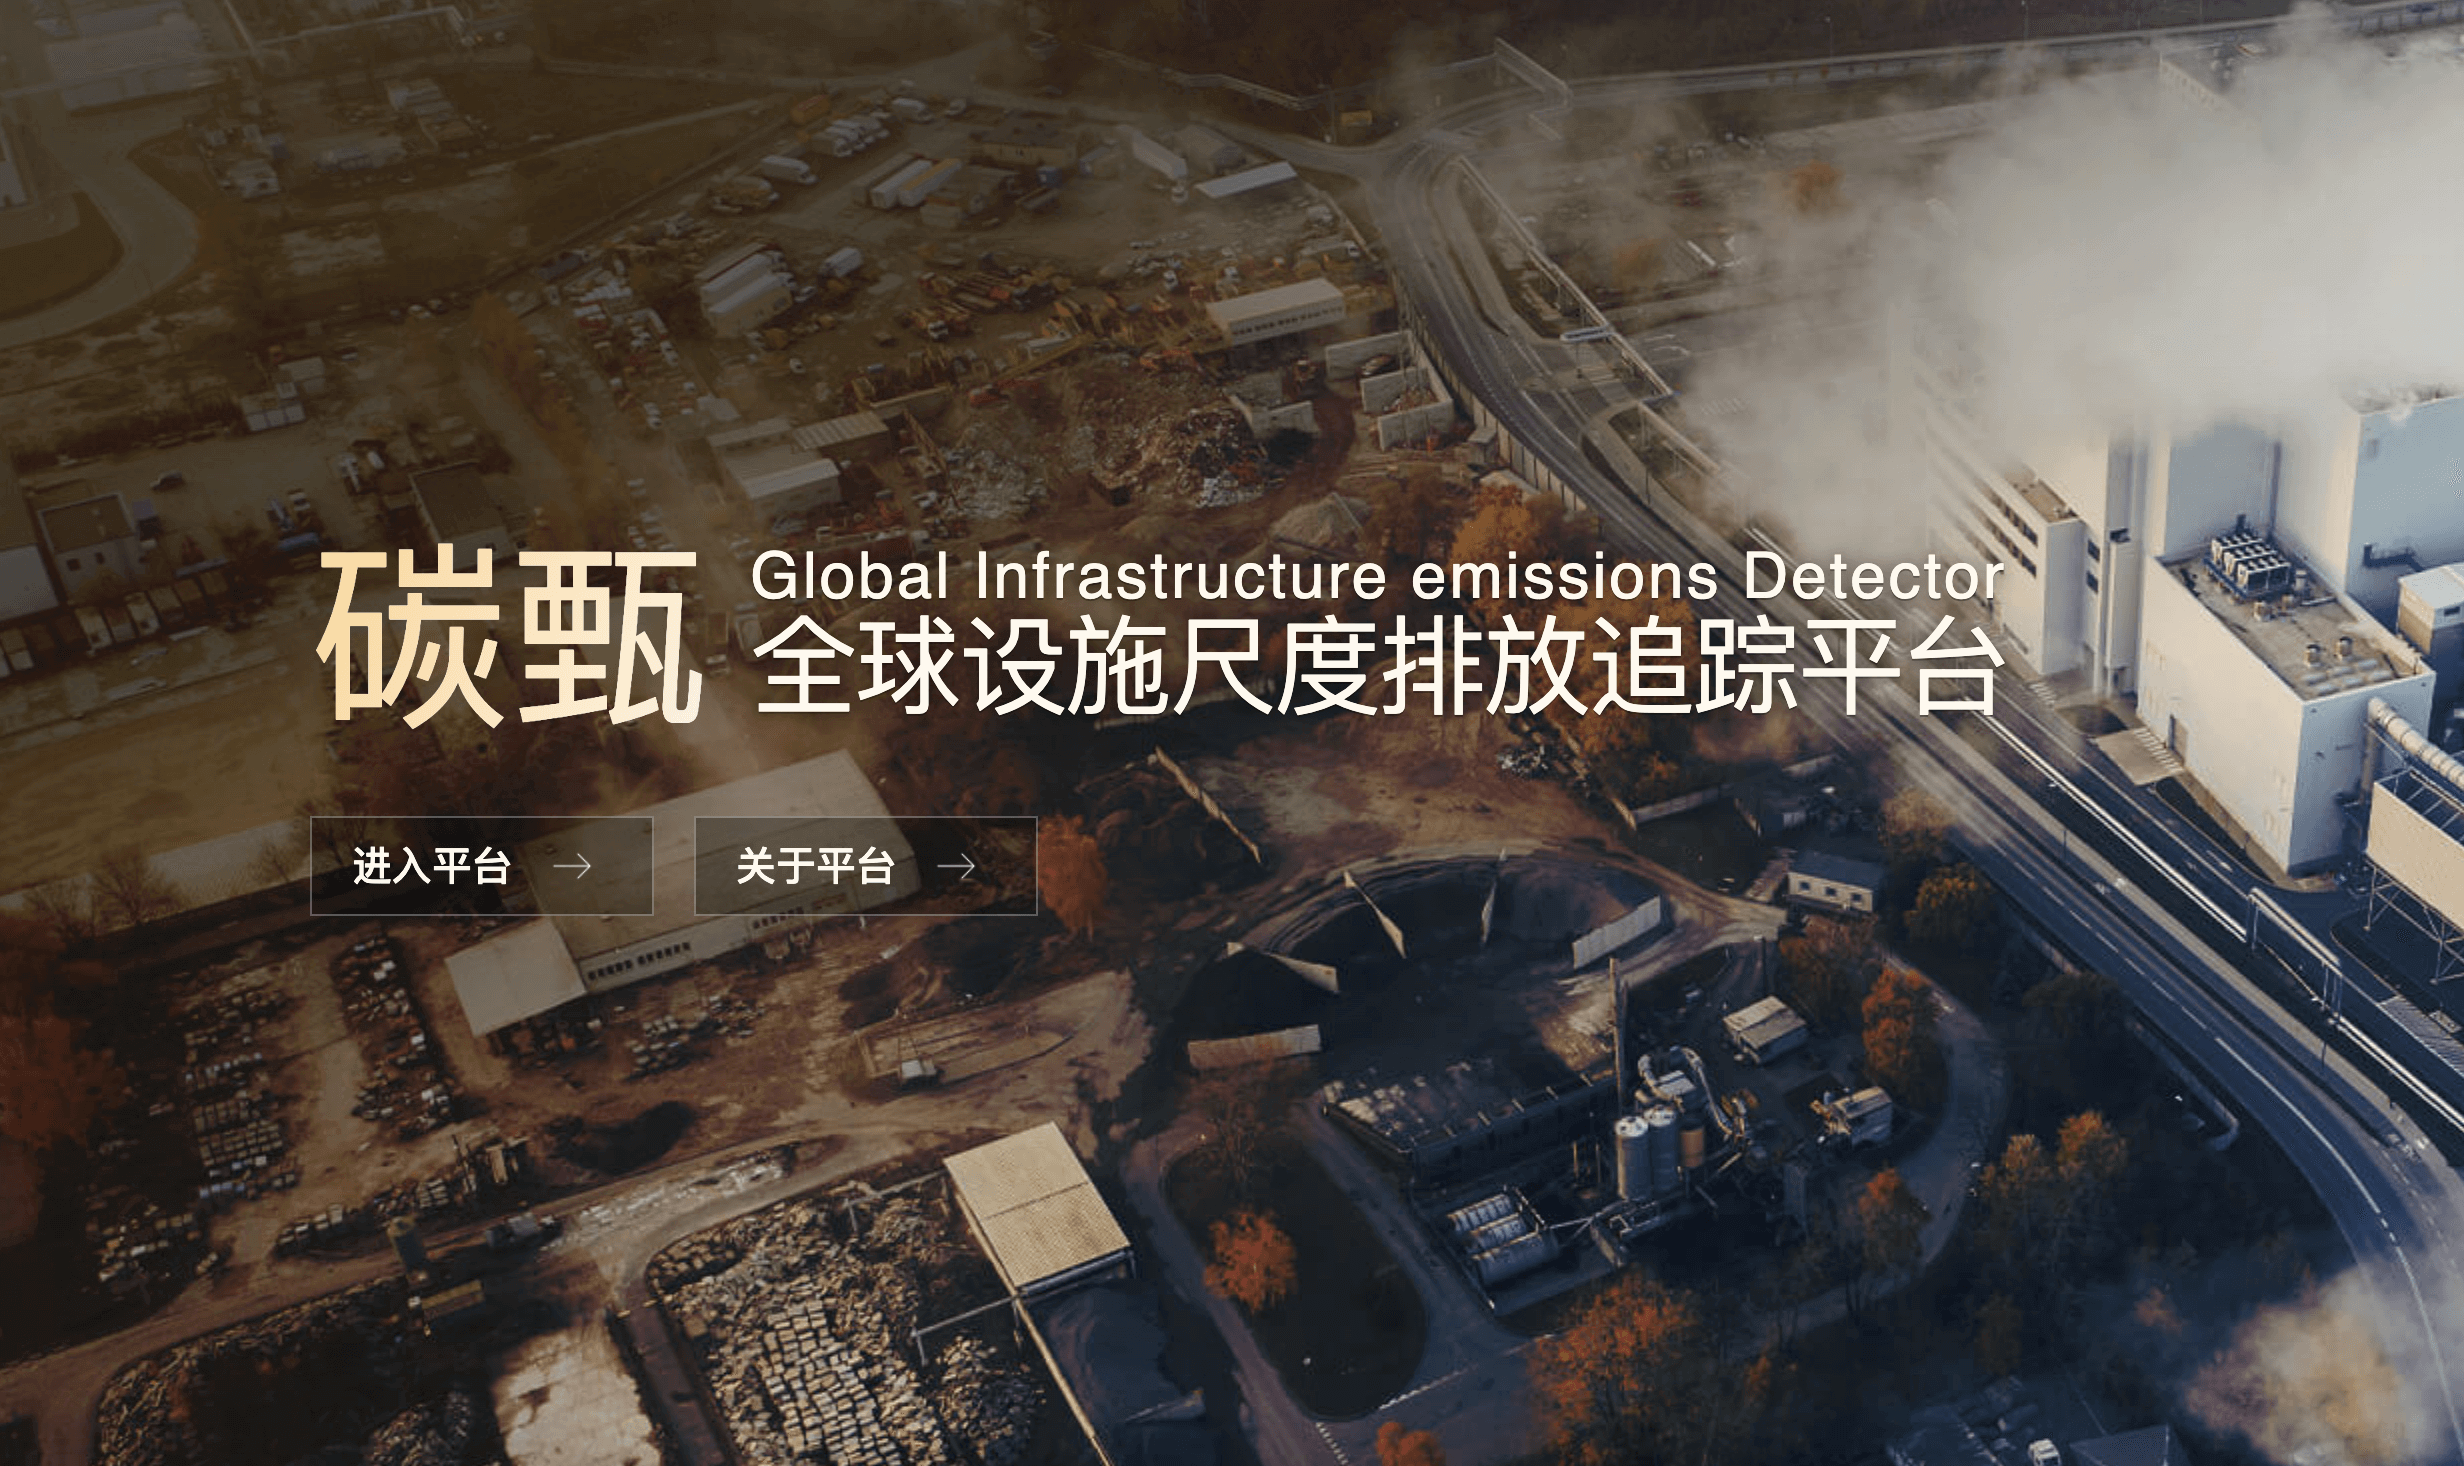 碳甄
Global Infrastructure emissions Detector
全球设施尺度排放追踪平台
进入平台 →
关于平台 →